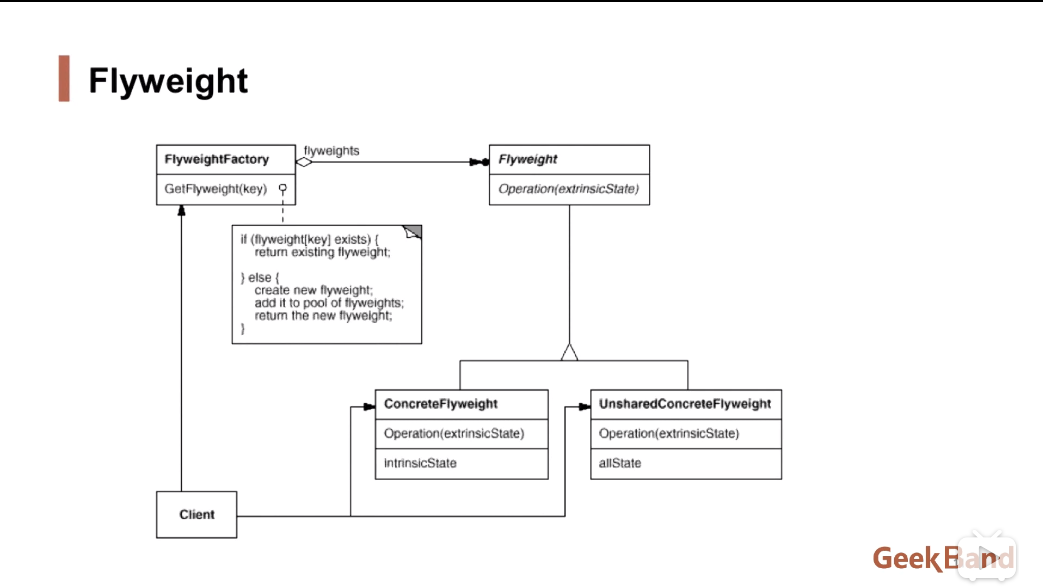 Flyweight
FlyweightFactory
GetFlyweight(key)
flyweights
Flyweight
Operation(extrinsicState)
if (flyweight[key] exists) {
return existing flyweight;
} else {
create new flyweight;
add it to pool of flyweights;
return the new flyweight;
}
ConcreteFlyweight
Operation(extrinsicState)
intrinsicState
UnsharedConcreteFlyweight
Operation(extrinsicState)
allState
Client
GeekBand